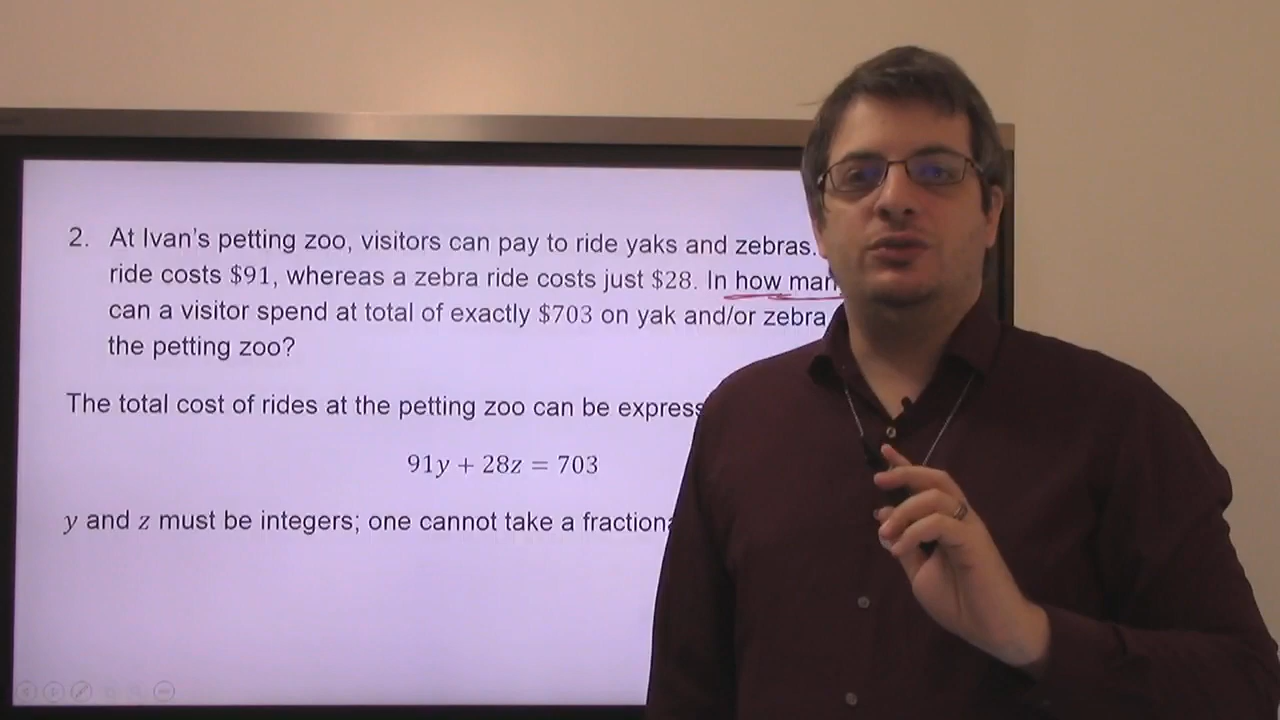 2. At Ivan's petting zoo, visitors can pay to ride yaks and zebras.
ride costs $91, whereas a zebra ride costs just $28. In how
can a visitor spend at total of exactly $703 on yak and/or zebra
the petting zoo?
The total cost of rides at the petting zoo can be
91y + 28z = 703
y and z must be integers; one cannot take a